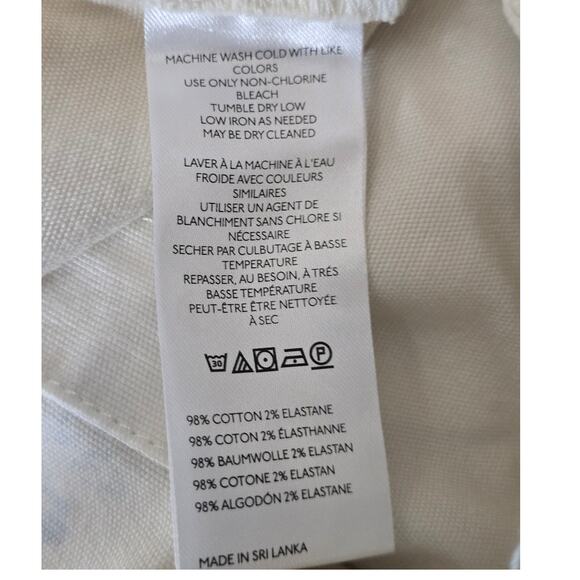 MACHINE WASH COLD WITH LIKE
COLORS
USE ONLY NON-CHLORINE
BLEACH
TUMBLE DRY LOW
LOW IRON AS NEEDED
MAY BE DRY CLEANED
LAVER À LA MACHINE À L'EAU
FROIDE AVEC COULEURS
SIMILAIRES
UTILISER UN AGENT DE
BLANCHIMENT SANS CHLORE SI
NÉCESSAIRE
SECHER PAR CULBUTAGE À BASSE
TEMPERATURE
REPASSER, AU BESOIN, À TRÉS
BASSE TEMPÉRATURE
PEUT-ÊTRE ÊTRE NETTOYÉE
À SEC
30 P
98% COTTON 2% ELASTANE
98% COTON 2% ÉLASTHANNE
98% BAUMWOLLE 2% ELASTAN
98% COTONE 2% ELASTAN
98% ALGODÓN 2% ELASTANE
MADE IN SRI LANKA